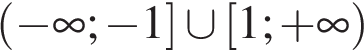 (−∞; −1] ∪ [1; +∞)